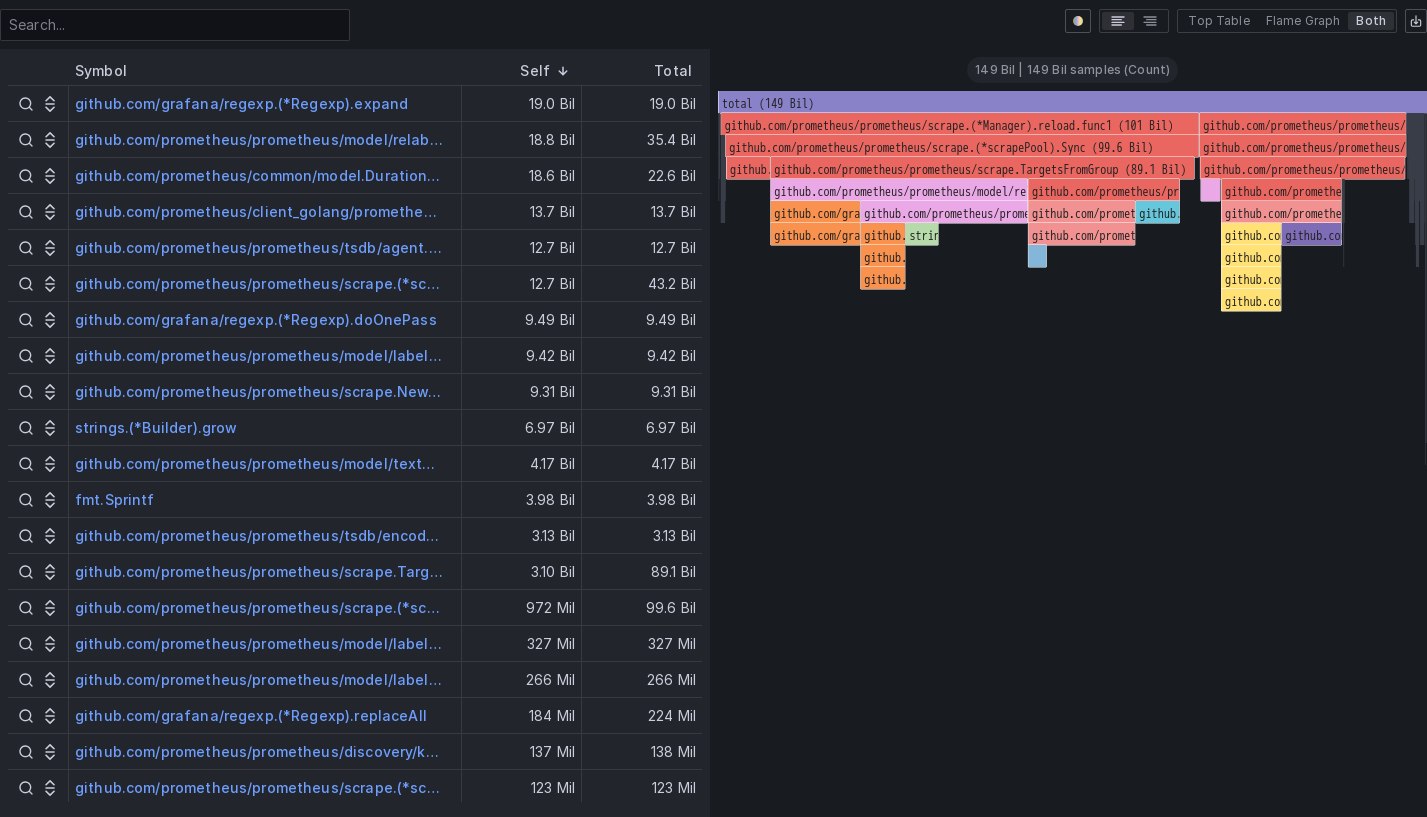 Search...
Top Table Flame Graph Both
Symbol Self Total
github.com/grafana/regexp.(*Regexp).expand 19.0 Bil 19.0 Bil
github.com/prometheus/prometheus/model/relab... 18.8 Bil 35.4 Bil
github.com/prometheus/common/model.Duration... 18.6 Bil 22.6 Bil
github.com/prometheus/client_golang/promethe... 13.7 Bil 13.7 Bil
github.com/prometheus/prometheus/tsdb/agent.... 12.7 Bil 12.7 Bil
github.com/prometheus/prometheus/scrape.(*sc... 12.7 Bil 43.2 Bil
github.com/grafana/regexp.(*Regexp).doOnePass 9.49 Bil 9.49 Bil
github.com/prometheus/prometheus/model/label... 9.42 Bil 9.42 Bil
github.com/prometheus/prometheus/scrape.New... 9.31 Bil 9.31 Bil
strings.(*Builder).grow 6.97 Bil 6.97 Bil
github.com/prometheus/prometheus/model/text... 4.17 Bil 4.17 Bil
fmt.Sprintf 3.98 Bil 3.98 Bil
github.com/prometheus/prometheus/tsdb/encod... 3.13 Bil 3.13 Bil
github.com/prometheus/prometheus/scrape.Targ... 3.10 Bil 89.1 Bil
github.com/prometheus/prometheus/scrape.(*sc... 972 Mil 99.6 Bil
github.com/prometheus/prometheus/model/label... 327 Mil 327 Mil
github.com/prometheus/prometheus/model/label... 266 Mil 266 Mil
github.com/grafana/regexp.(*Regexp).replaceAll 184 Mil 224 Mil
github.com/prometheus/prometheus/discovery/k... 137 Mil 138 Mil
github.com/prometheus/prometheus/scrape.(*sc... 123 Mil 123 Mil
149 Bil | 149 Bil samples (Count)
total (149 Bil)
github.com/prometheus/prometheus/scrape.(*Manager).reload.func1 (101 Bil) github.com/prometheus/prometheus/
github.com/prometheus/prometheus/scrape.(*scrapePool).Sync (99.6 Bil) github.com/prometheus/prometheus/
github. github.com/prometheus/prometheus/scrape.TargetsFromGroup (89.1 Bil) github.com/prometheus/prometheus/
github.com/prometheus/prometheus/model/re github.com/prometheus/pr github.com/promethe
github.com/gra github.com/prometheus/prome github.com/promet github. github.com/promethe
github.com/gra github. strin github.com/promet github.co github.co
github. github.co
github. github.co
github.co